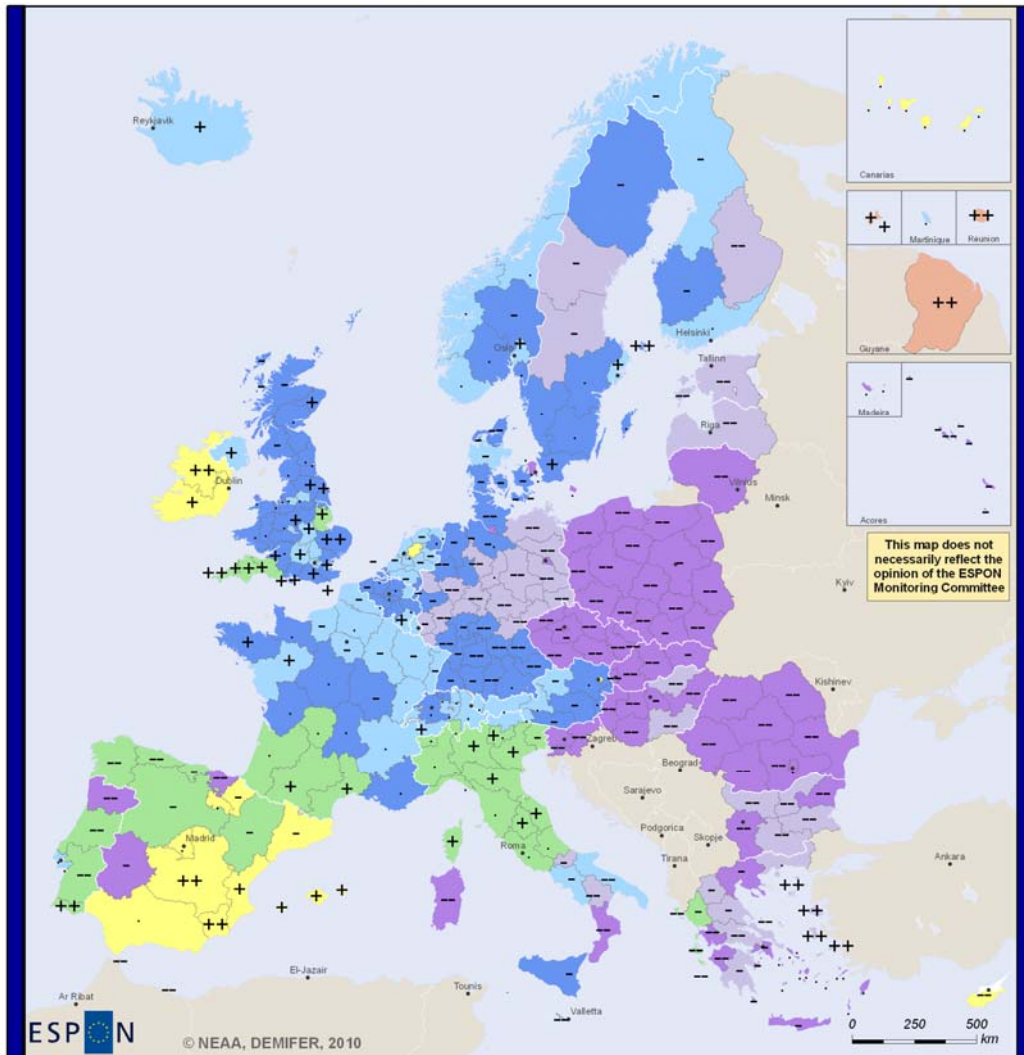 Reykjavik
Canarias
Martinique
Reunion
Guyane
Oslo
Helsinki
Tallinn
Riga
Madeira
Acores
Dublin
Vilnius
Minsk
This map does not
necessarily reflect the
opinion of the ESPON
Monitoring Committee
Kyiv
Kishinev
Zagreb
Beograd
Sarajevo
Podgorica
Skopje
Tirana
Ankara
Madrid
Roma
El-Jazair
Tounis
Ar Ribat
Valletta
ESPON
© NEAA, DEMIFER, 2010
0 250 500
km